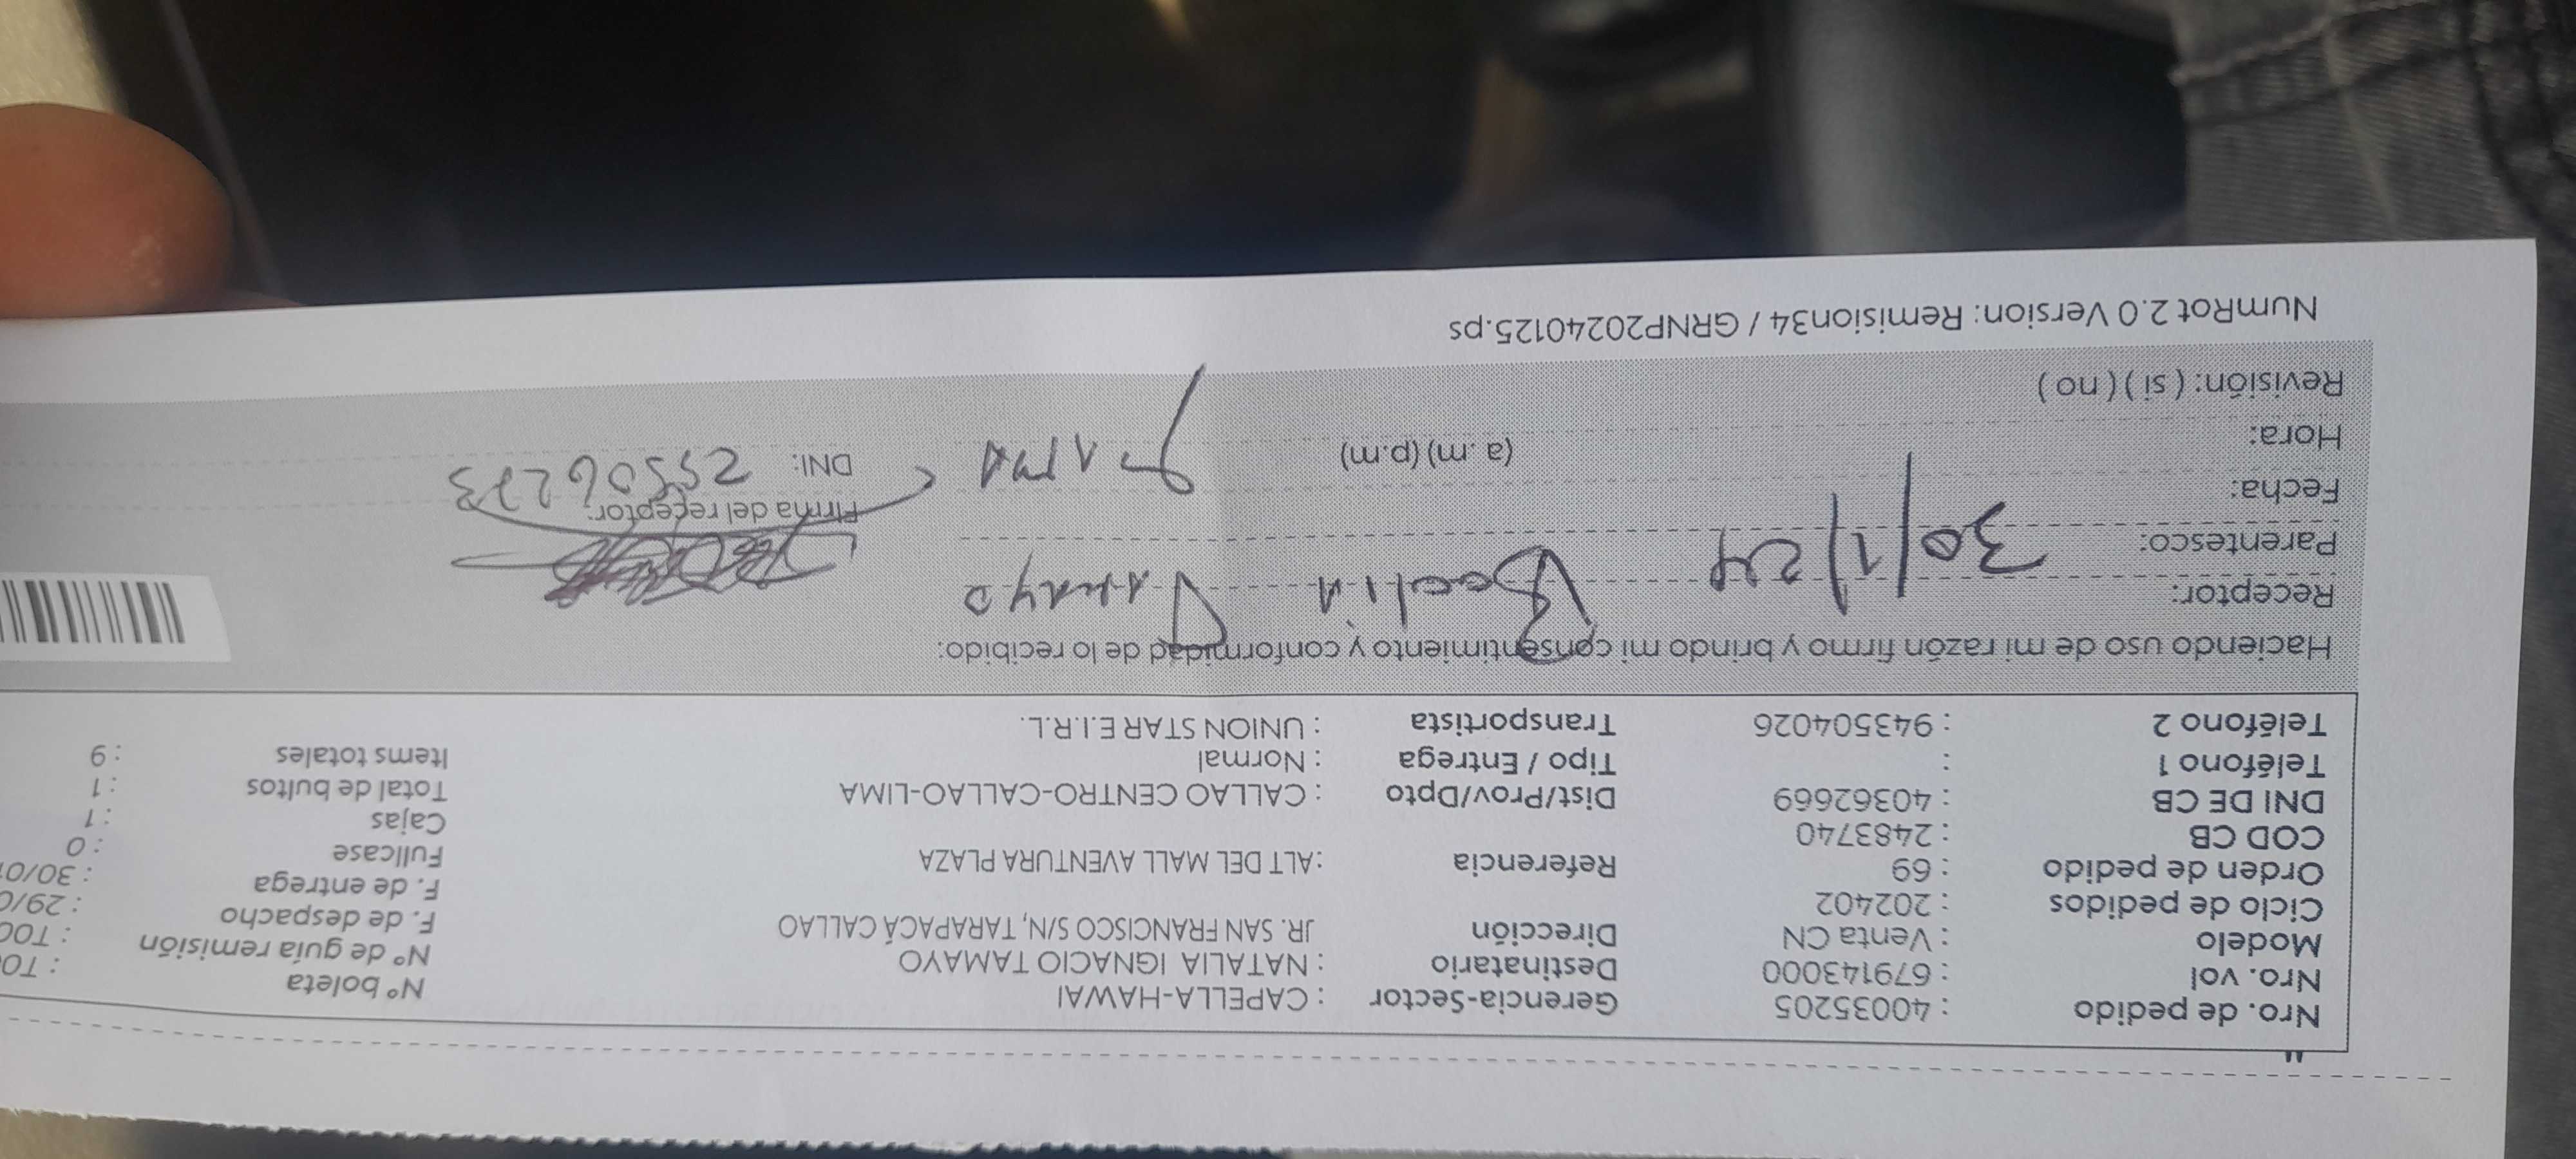 Nro. de pedido : 40035205 Gerencia-Sector : CAPELLA-HAWAI Nº boleta
Nro. vol : 679143000 Destinatario : NATALIA IGNACIO TAMAYO Nº de guía remisión
Modelo : Venta CN Dirección JR. SAN FRANCISCO S/N, TARAPACÁ CALLAO F. de despacho : 29/0
Ciclo de pedidos : 202402 F. de entrega : 30/01
Orden de pedido : 69 Referencia :ALT DEL MALL AVENTURA PLAZA Fullcase : 0
COD CB : 2483740 Cajas : 1
DNI DE CB : 40362669 Dist/Prov/Dpto : CALLAO CENTRO-CALLAO-LIMA Total de bultos : 1
Teléfono 1 : Tipo / Entrega : Normal Items totales : 9
Teléfono 2 : 943504026 Transportista : UNION STAR E.I.R.L.
Haciendo uso de mi razón firmo y brindo mi consentimiento y conformidad de lo recibido:
Receptor: Tamayo
Parentesco:
Fecha: 30/1/24 Firma del receptor:
Hora: (a.m) (p.m) DNI: 25506273
Revisión: ( si ) ( no )
NumRot 2.0 Version: Remision34 / GRNP20240125.ps